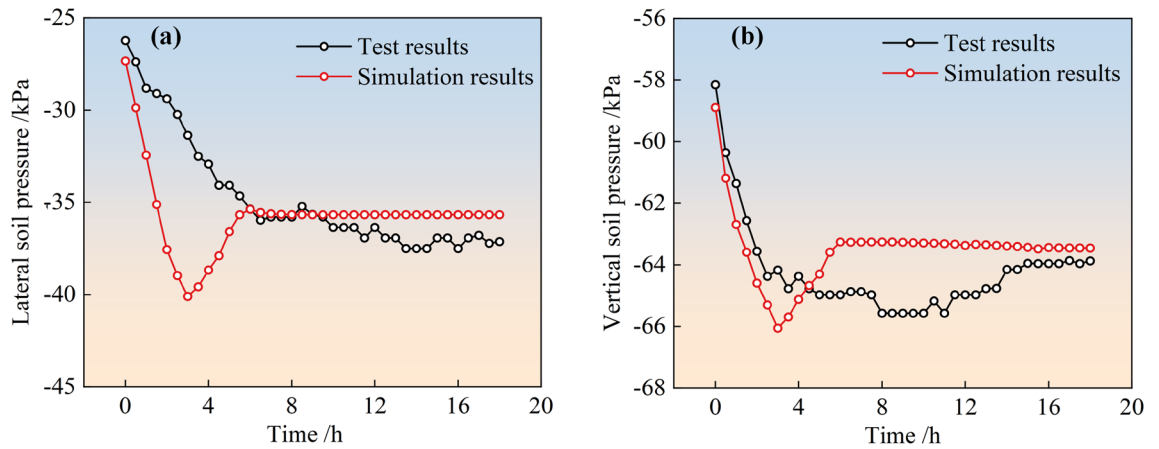 (a)
Test results
Simulation results
Lateral soil pressure /kPa
-25
-30
-35
-40
-45
0 4 8 12 16 20
Time /h
(b)
Test results
Simulation results
Vertical soil pressure /kPa
-56
-58
-60
-62
-64
-66
-68
0 4 8 12 16 20
Time /h